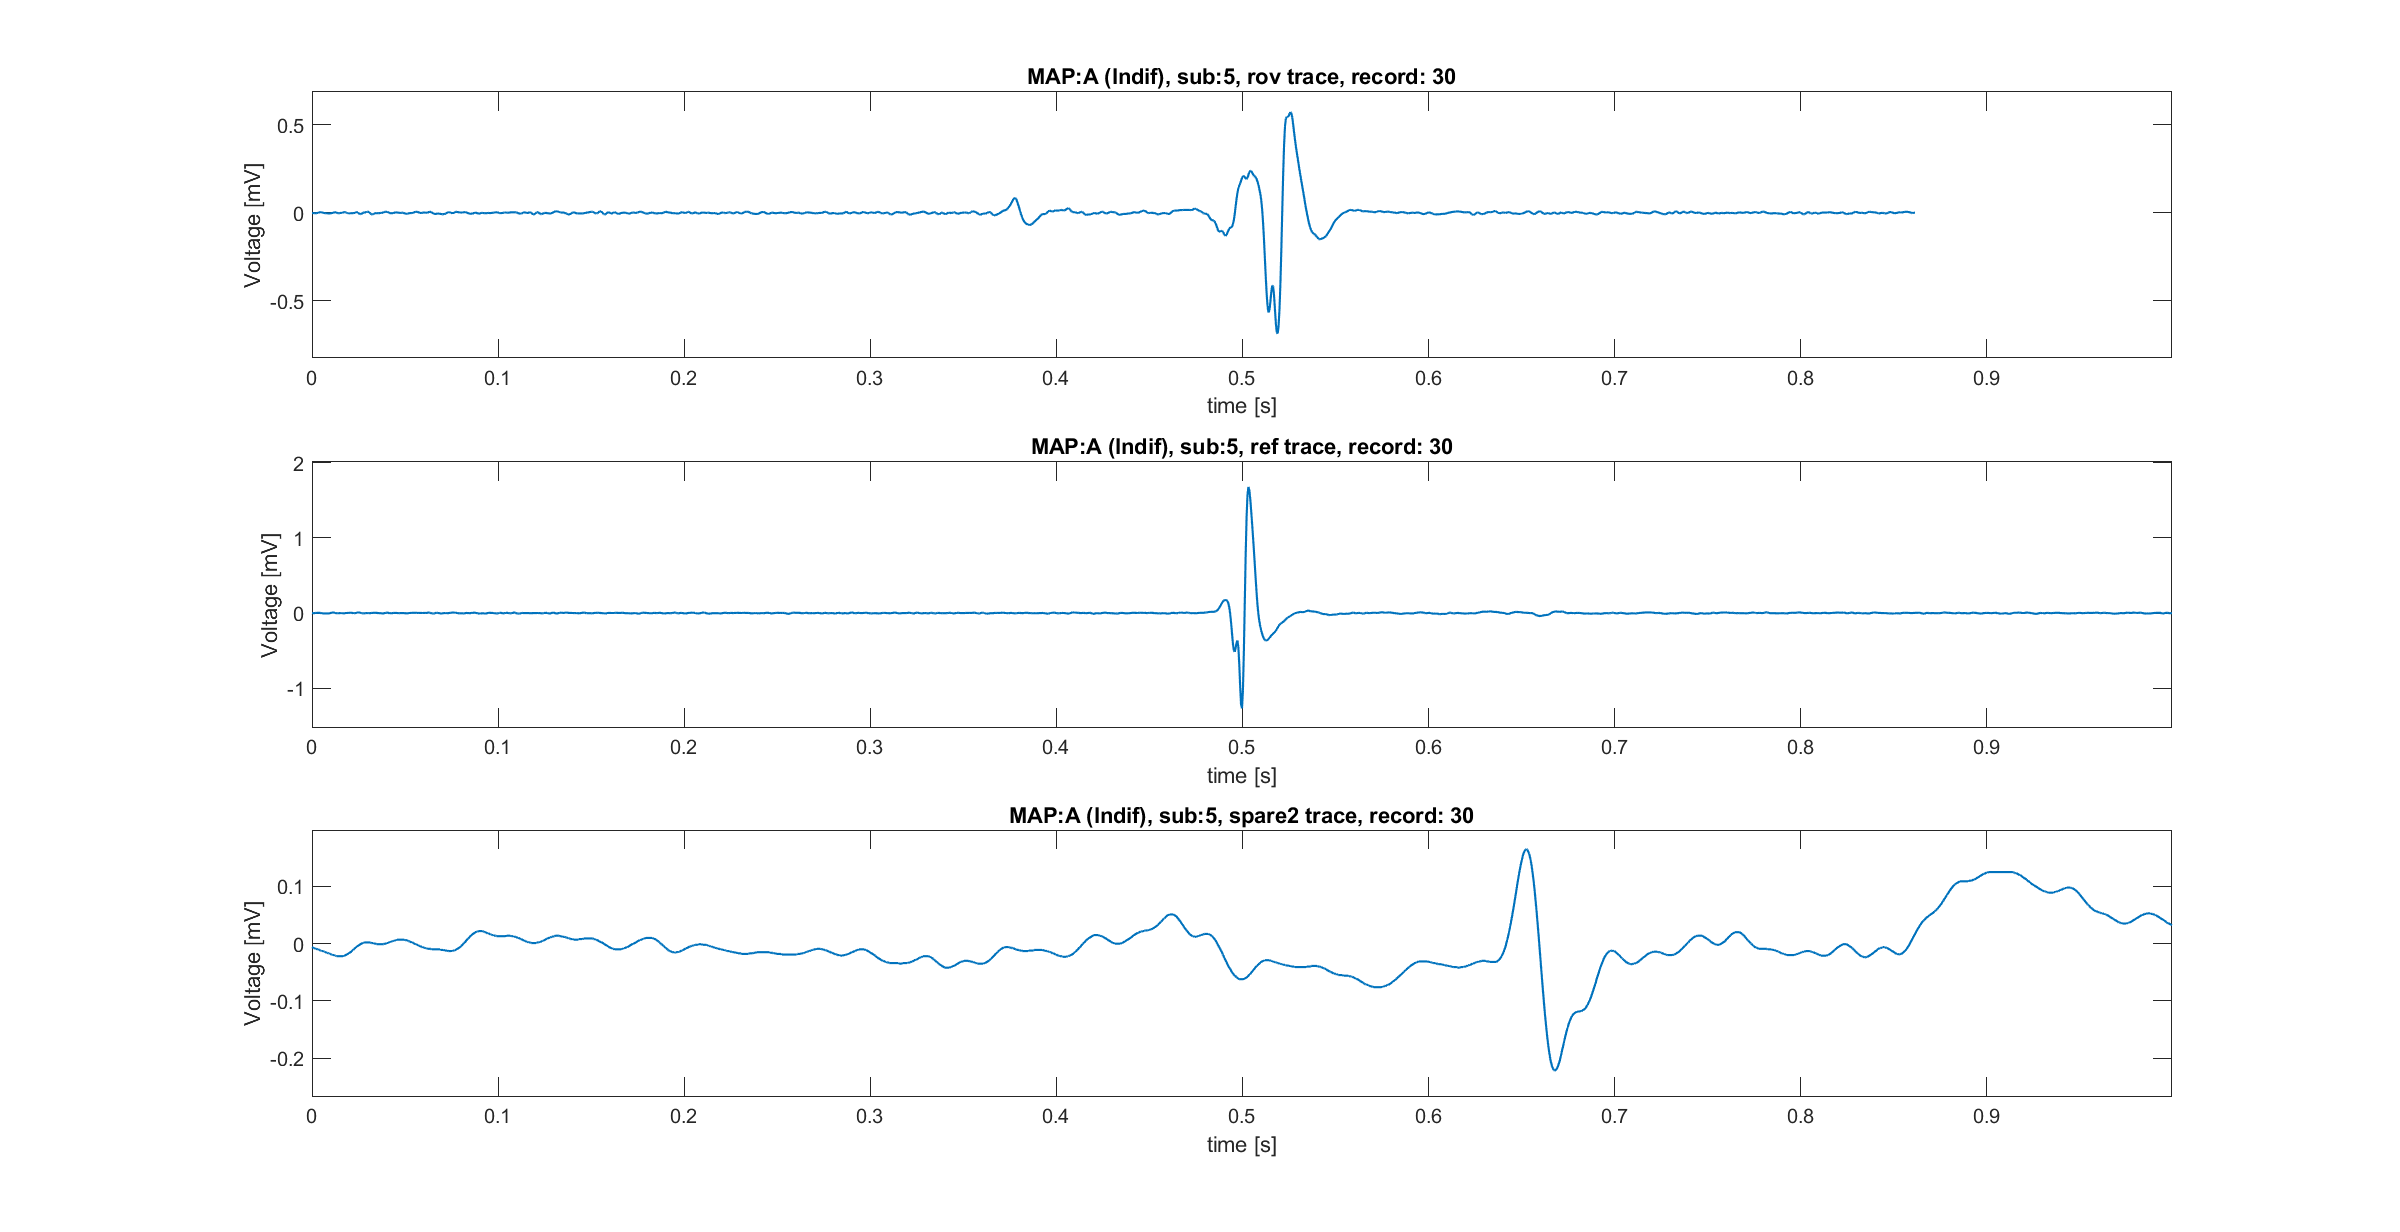 MAP:A (Indif), sub:5, rov trace, record: 30
Voltage [mV]
0.5
0
-0.5
0 0.1 0.2 0.3 0.4 0.5 0.6 0.7 0.8 0.9
time [s]
MAP:A (Indif), sub:5, ref trace, record: 30
Voltage [mV]
2
1
0
-1
0 0.1 0.2 0.3 0.4 0.5 0.6 0.7 0.8 0.9
time [s]
MAP:A (Indif), sub:5, spare2 trace, record: 30
Voltage [mV]
0.1
0
-0.1
-0.2
0 0.1 0.2 0.3 0.4 0.5 0.6 0.7 0.8 0.9
time [s]